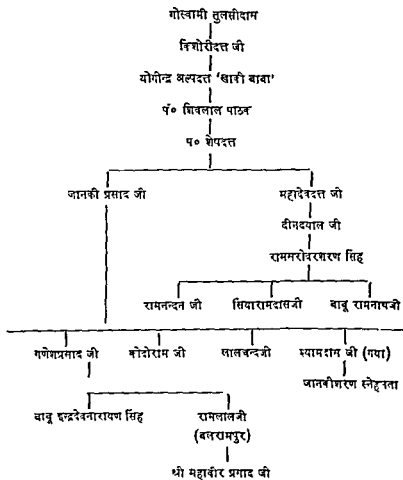 गोस्वामी तुलसीदास
किशोरीदत्त जी
योगीन्द्र अल्पदत्त 'खाकी बाबा'
पं० शिवलाल पाठक
प० शेषदत्त
जानकी प्रसाद जी महादेवदत्त जी
दीनदयाल जी
रामसरोवरशरण सिंह
रामनन्दन जी सियारामदासजी बाबू रामनाथजी
गणेशप्रसाद जी कोदोराम जी लालचन्दजी श्यामदास जी (गया)
जानकीशरण स्नेहलता
बाबू इन्द्रदेवनारायण सिंह रामलालजी
(बलरामपुर)
श्री महावीर प्रसाद जी